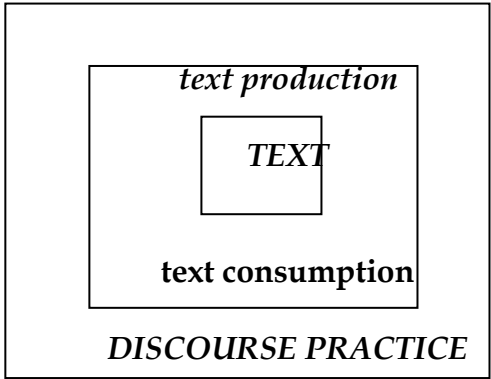 text production
TEXT
text consumption
DISCOURSE PRACTICE